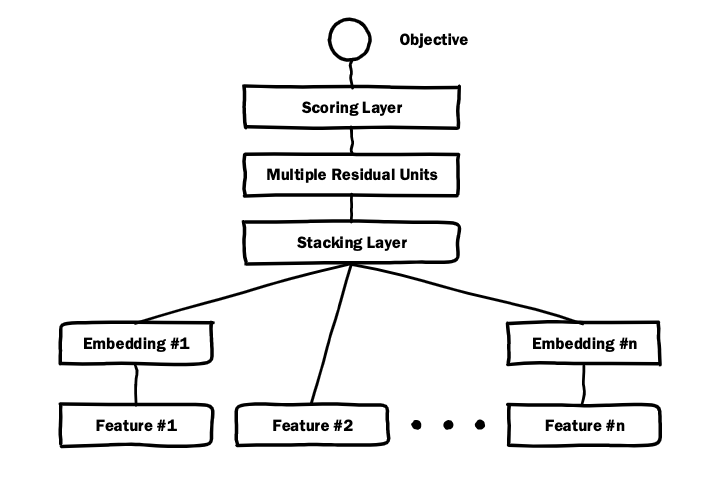 Objective
Scoring Layer
Multiple Residual Units
Stacking Layer
Embedding #1
Embedding #n
Feature #1
Feature #2
Feature #n